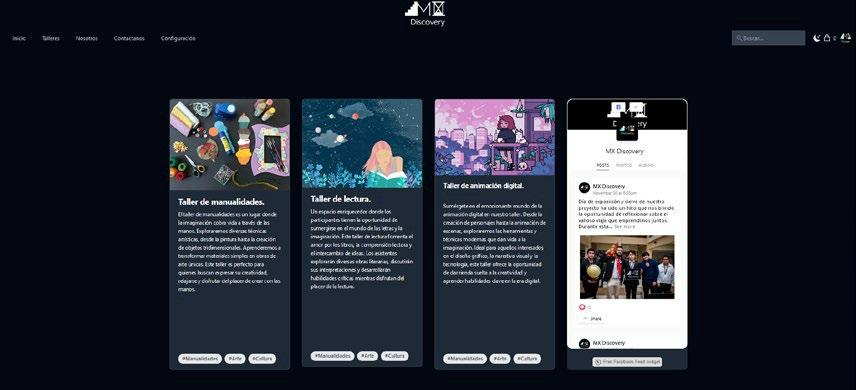 MX
Discovery
Inicio Talleres Nosotros Contactanos Configuración
Buscar...
0
Taller de manualidades.
El taller de manualidades es un lugar donde
la imaginación cobra vida a través de las
manos. Exploraremos diversas técnicas
artísticas, desde la pintura hasta la creación
de objetos tridimensionales. Aprenderemos a
transformar materiales simples en obras de
arte únicas. Este taller es perfecto para
quienes buscan expresar su creatividad,
relajarse y disfrutar del placer de crear con las
manos.
#Manualidades #Arte #Cultura
Taller de lectura.
Un espacio enriquecedor donde los
participantes tienen la oportunidad de
sumergirse en el mundo de las letras y la
imaginación. Este taller de lectura fomenta el
amor por los libros, la comprensión lectora y
el intercambio de ideas. Los asistentes
explorarán diversas obras literarias, discutirán
sus interpretaciones y desarrollarán
habilidades críticas mientras disfrutan del
placer de la lectura.
#Manualidades #Arte #Cultura
Taller de animación digital.
Sumérgete en el emocionante mundo de la
animación digital en nuestro taller. Desde la
creación de personajes hasta la animación de
escenas, exploraremos las herramientas y
técnicas modernas que dan vida a la
imaginación. Ideal para aquellos interesados
en el diseño gráfico, la narrativa visual y la
tecnología, este taller ofrece la oportunidad
de dar rienda suelta a la creatividad y
aprender habilidades clave en la era digital.
#Manualidades #Arte #Cultura
MX Discovery
POSTS PHOTOS ALBUMS
MX Discovery
Día de exposición y cierre de nuestro
proyecto ha sido un hito que nos brinda
la oportunidad de reflexionar sobre el
valioso viaje que emprendimos juntos.
Durante esta... See more
Share
MX Discovery
Free Facebook Feed widget